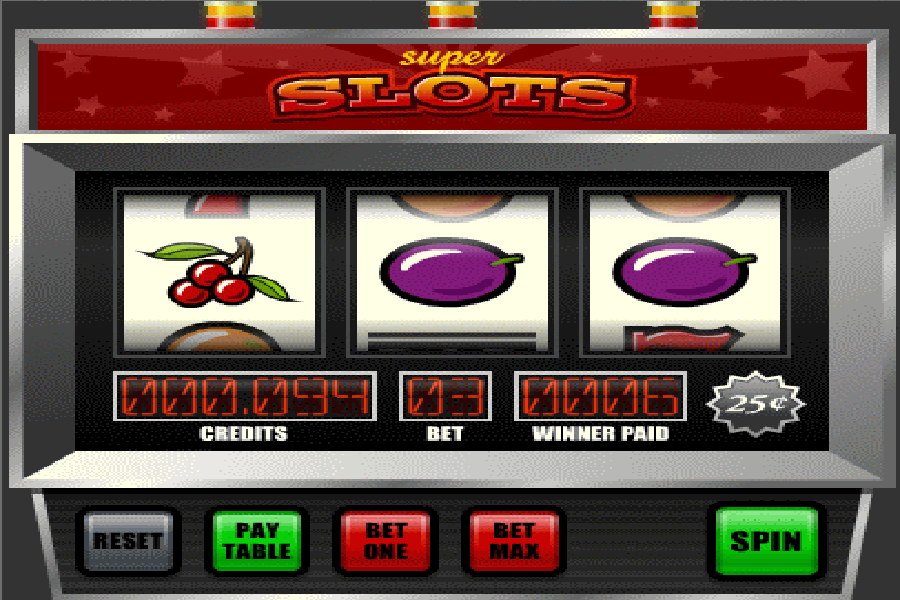 super
SLOTS
000.094
03
0006
25¢
CREDITS
BET
WINNER PAID
RESET
PAY
TABLE
BET
ONE
BET
MAX
SPIN